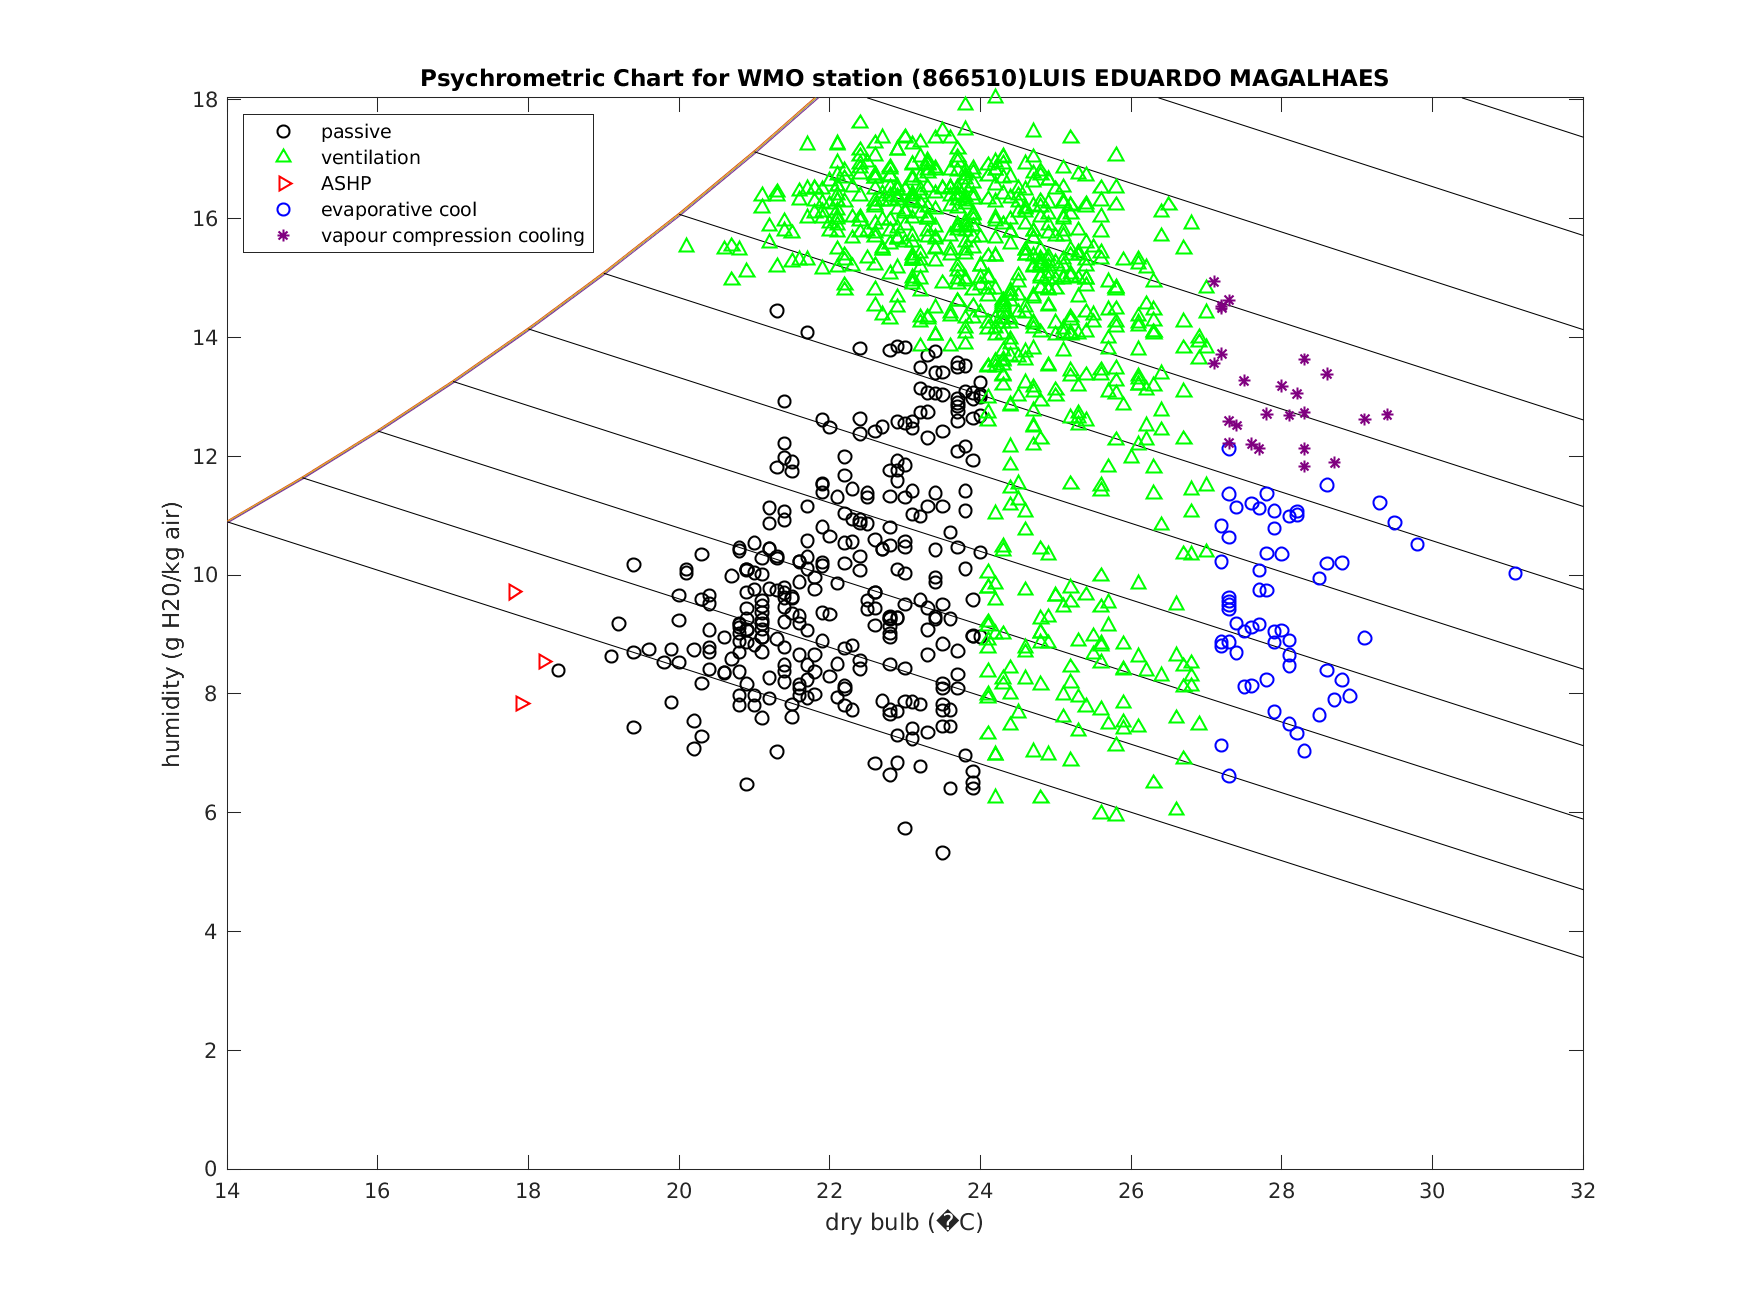 Psychrometric Chart for WMO station (866510)LUIS EDUARDO MAGALHAES
passive
ventilation
ASHP
evaporative cool
vapour compression cooling
humidity (g H20/kg air)
18
16
14
12
10
8
6
4
2
0
14 16 18 20 22 24 26 28 30 32
dry bulb (�C)